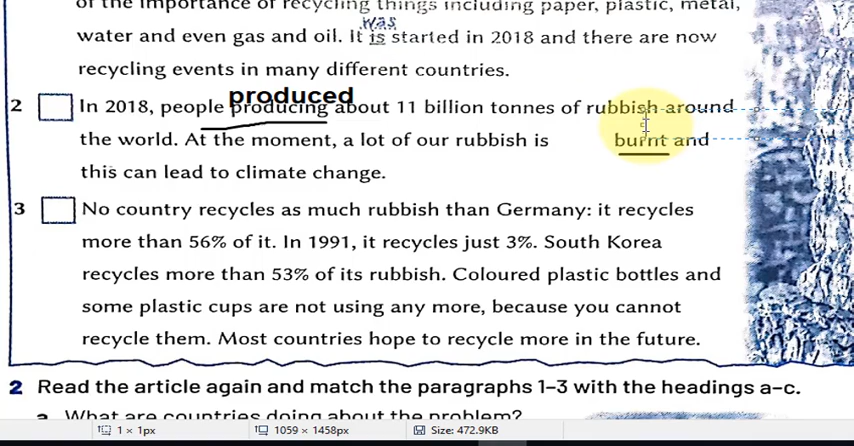 of the importance of recycling things including paper, plastic, metal,
was
water and even gas and oil. It is started in 2018 and there are now
recycling events in many different countries.
produced
2 In 2018, people producing about 11 billion tonnes of rubbish around
the world. At the moment, a lot of our rubbish is burnt and
this can lead to climate change.
3 No country recycles as much rubbish than Germany: it recycles
more than 56% of it. In 1991, it recycles just 3%. South Korea
recycles more than 53% of its rubbish. Coloured plastic bottles and
some plastic cups are not using any more, because you cannot
recycle them. Most countries hope to recycle more in the future.
2 Read the article again and match the paragraphs 1–3 with the headings a–c.
a What are countries doing about the problem?
1 × 1px 1059 × 1458px Size: 472.9KB